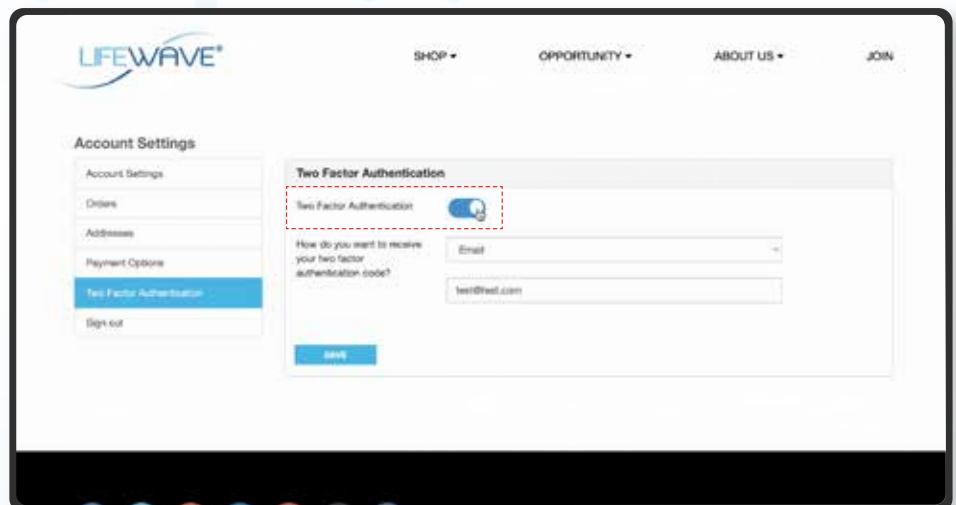 LIFEWAVE®
SHOP
OPPORTUNITY
ABOUT US
JOIN
Account Settings
Account Settings
Orders
Addresses
Payment Options
Two Factor Authentication
Sign out
Two Factor Authentication
Two Factor Authentication
How do you want to receive
your two factor
authentication code?
Email
test@test.com
SAVE